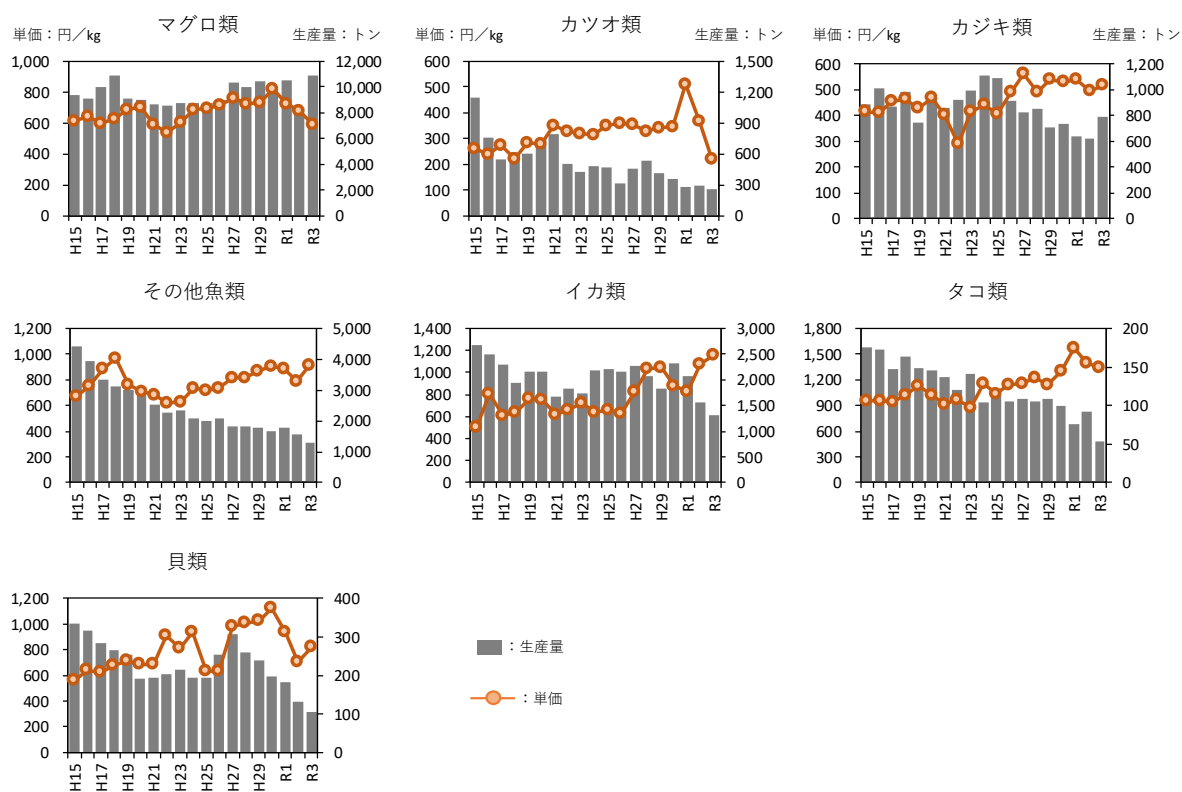 マグロ類
単価：円／kg
生産量：トン
1,000
800
600
400
200
0
12,000
10,000
8,000
6,000
4,000
2,000
0
H15
H17
H19
H21
H23
H25
H27
H29
R1
R3
カツオ類
単価：円／kg
生産量：トン
600
500
400
300
200
100
0
1,500
1,200
900
600
300
0
H15
H17
H19
H21
H23
H25
H27
H29
R1
R3
カジキ類
単価：円／kg
生産量：トン
600
500
400
300
200
100
0
1,200
1,000
800
600
400
200
0
H15
H17
H19
H21
H23
H25
H27
H29
R1
R3
その他魚類
1,200
1,000
800
600
400
200
0
5,000
4,000
3,000
2,000
1,000
0
H15
H17
H19
H21
H23
H25
H27
H29
R1
R3
イカ類
1,400
1,200
1,000
800
600
400
200
0
3,000
2,500
2,000
1,500
1,000
500
0
H15
H17
H19
H21
H23
H25
H27
H29
R1
R3
タコ類
1,800
1,500
1,200
900
600
300
0
200
150
100
50
0
H15
H17
H19
H21
H23
H25
H27
H29
R1
R3
貝類
1,200
1,000
800
600
400
200
0
400
300
200
100
0
H15
H17
H19
H21
H23
H25
H27
H29
R1
R3
：生産量
：単価